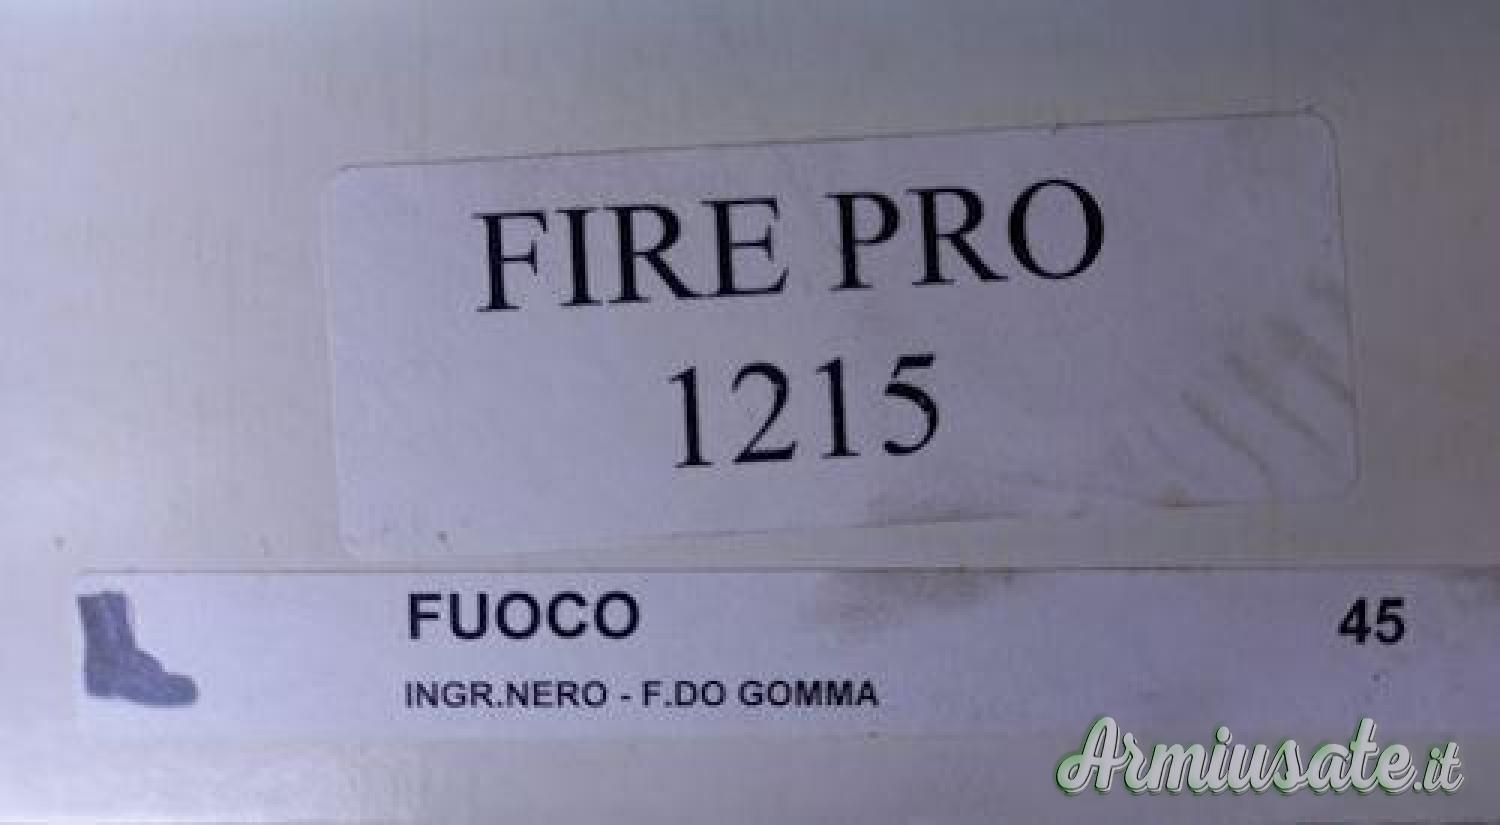 FIRE PRO
1215
FUOCO 45
INGR.NERO - F.DO GOMMA
Armiusate.it